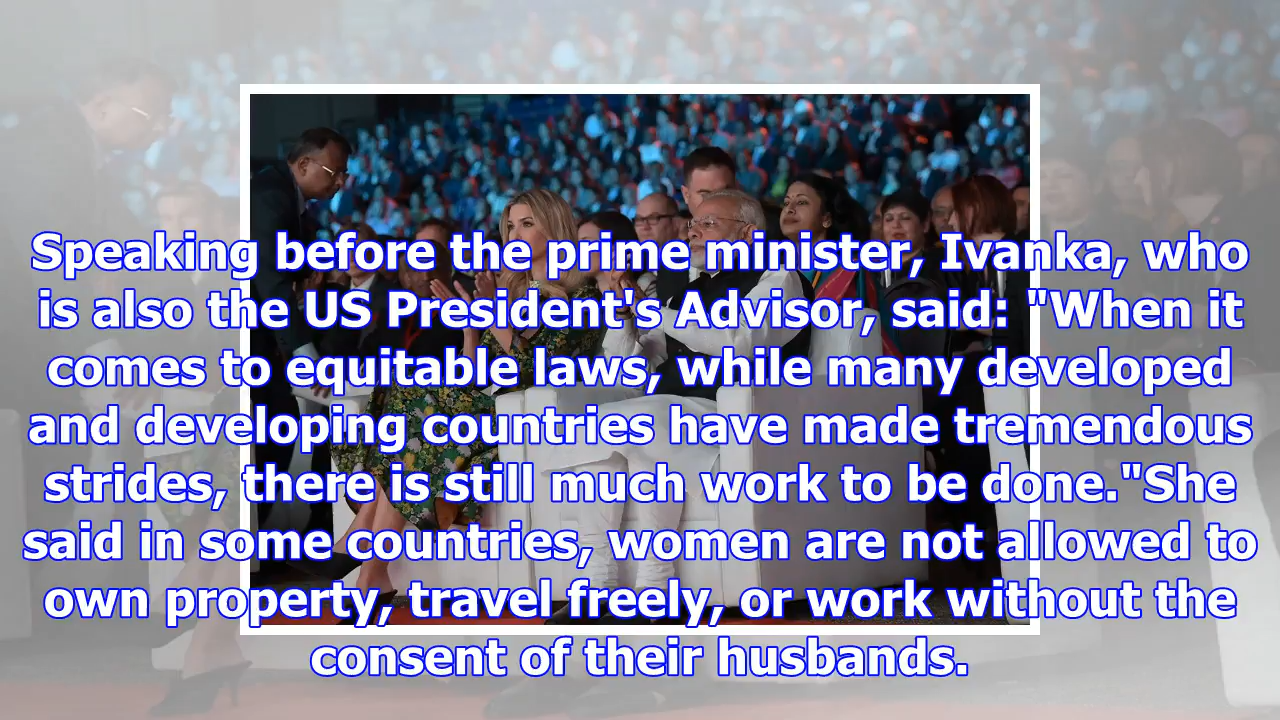 Speaking before the prime minister, Ivanka, who
is also the US President's Advisor, said: "When it
comes to equitable laws, while many developed
and developing countries have made tremendous
strides, there is still much work to be done."She
said in some countries, women are not allowed to
own property, travel freely, or work without the
consent of their husbands.